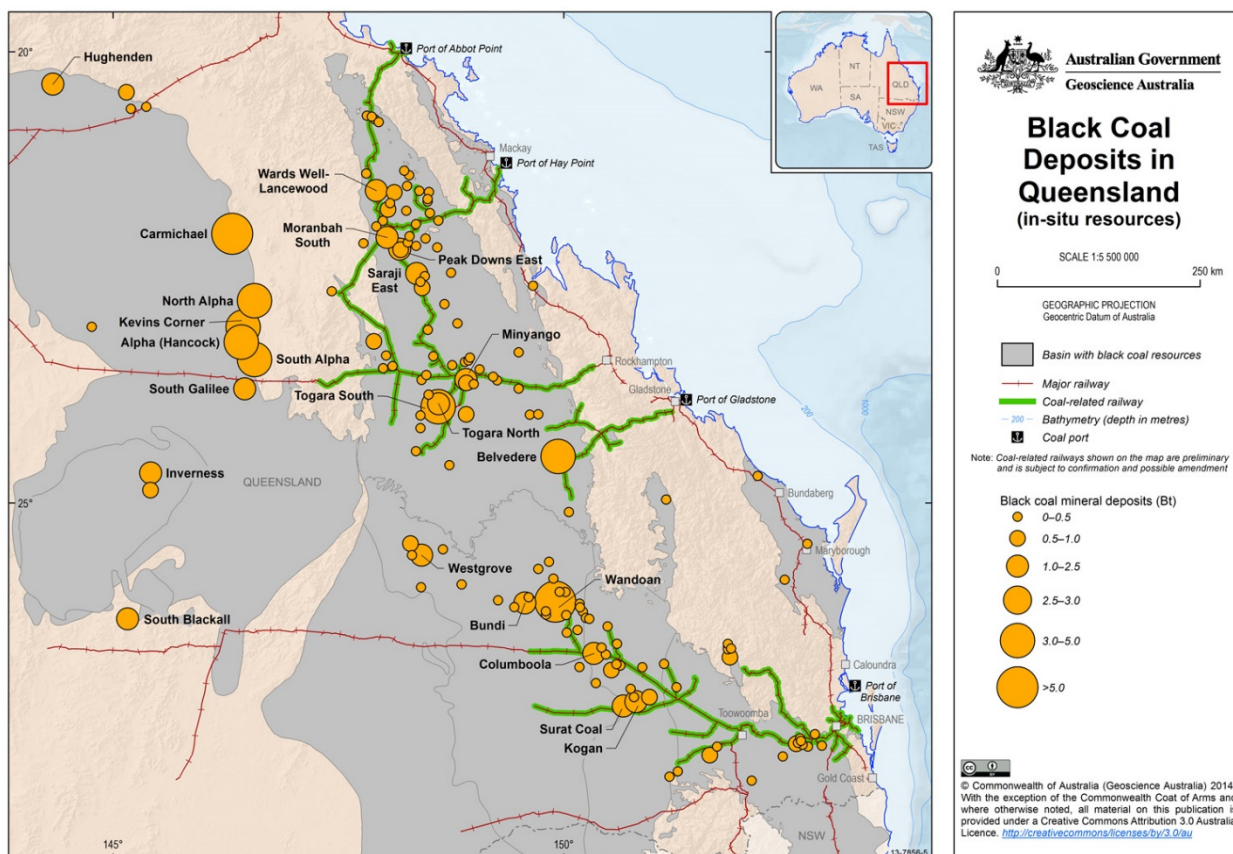 20°
Port of Abbot Point
Hughenden
Mackay
Port of Hay Point
Wards Well-
Lancewood
Carmichael
Moranbah
South
Peak Downs East
Saraji
East
North Alpha
Kevins Corner
Alpha (Hancock)
Minyango
South Alpha
Rockhampton
South Galilee
Gladstone
Port of Gladstone
Togara South
Togara North
Belvedere
Inverness
QUEENSLAND
25°
Bundaberg
Maryborough
Westgrove
Wandoan
South Blackall
Bundi
Columboola
Caloundra
Port of
Brisbane
Surat Coal
Toowoomba
BRISBANE
Kogan
Gold Coast
NSW
145°
150°
13-7856-5
200
1000
NT
WA
QLD
SA
NSW
VIC
TAS
Australian Government
Geoscience Australia
Black Coal
Deposits in
Queensland
(in-situ resources)
SCALE 1:5 500 000
0
250 km
GEOGRAPHIC PROJECTION
Geocentric Datum of Australia
Basin with black coal resources
Major railway
Coal-related railway
200
Bathymetry (depth in metres)
Coal port
Note: Coal-related railways shown on the map are preliminary
and is subject to confirmation and possible amendment
Black coal mineral deposits (Bt)
0–0.5
0.5–1.0
1.0–2.5
2.5–3.0
3.0–5.0
>5.0
cc
BY
© Commonwealth of Australia (Geoscience Australia) 2014.
With the exception of the Commonwealth Coat of Arms and
where otherwise noted, all material on this publication is
provided under a Creative Commons Attribution 3.0 Australia
Licence. http://creativecommons/licenses/by/3.0/au